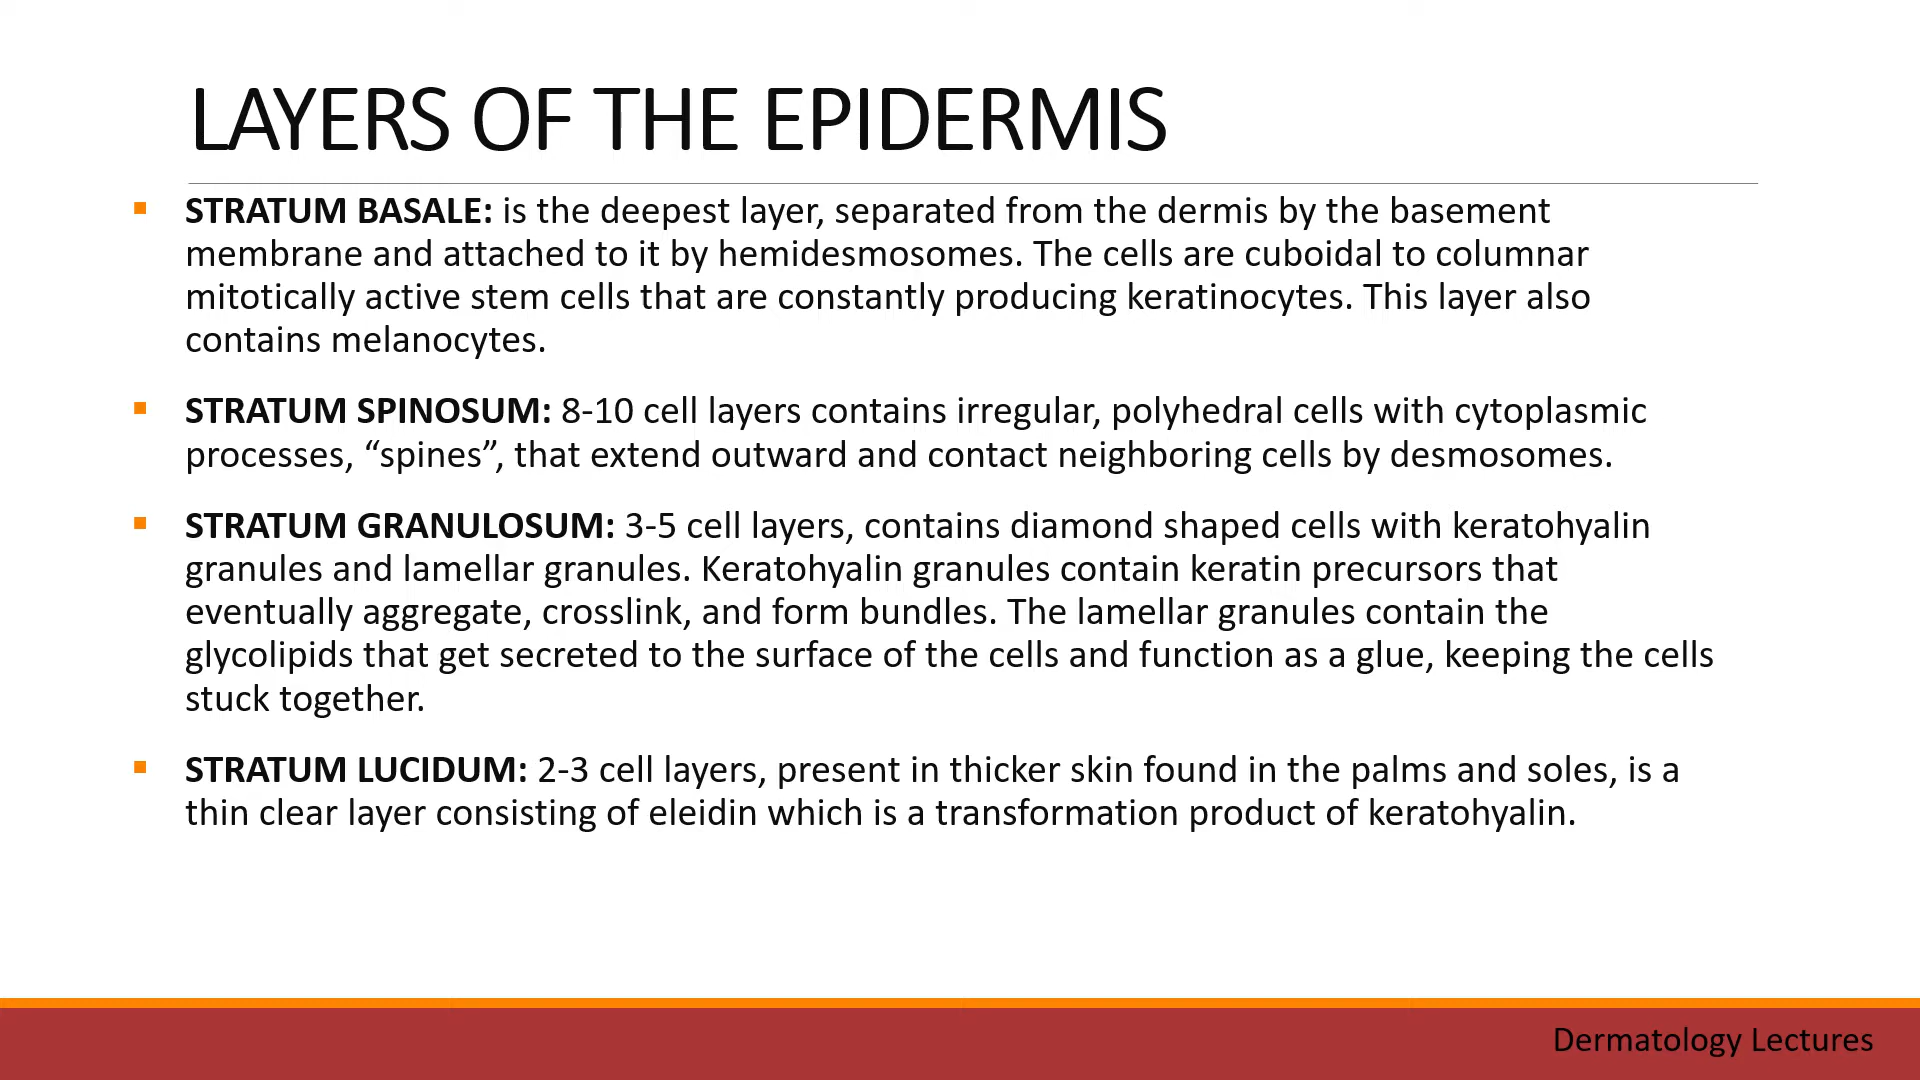 LAYERS OF THE EPIDERMIS
▪ STRATUM BASALE: is the deepest layer, separated from the dermis by the basement
membrane and attached to it by hemidesmosomes. The cells are cuboidal to columnar
mitotically active stem cells that are constantly producing keratinocytes. This layer also
contains melanocytes.
▪ STRATUM SPINOSUM: 8-10 cell layers contains irregular, polyhedral cells with cytoplasmic
processes, “spines”, that extend outward and contact neighboring cells by desmosomes.
▪ STRATUM GRANULOSUM: 3-5 cell layers, contains diamond shaped cells with keratohyalin
granules and lamellar granules. Keratohyalin granules contain keratin precursors that
eventually aggregate, crosslink, and form bundles. The lamellar granules contain the
glycolipids that get secreted to the surface of the cells and function as a glue, keeping the cells
stuck together.
▪ STRATUM LUCIDUM: 2-3 cell layers, present in thicker skin found in the palms and soles, is a
thin clear layer consisting of eleidin which is a transformation product of keratohyalin.
Dermatology Lectures